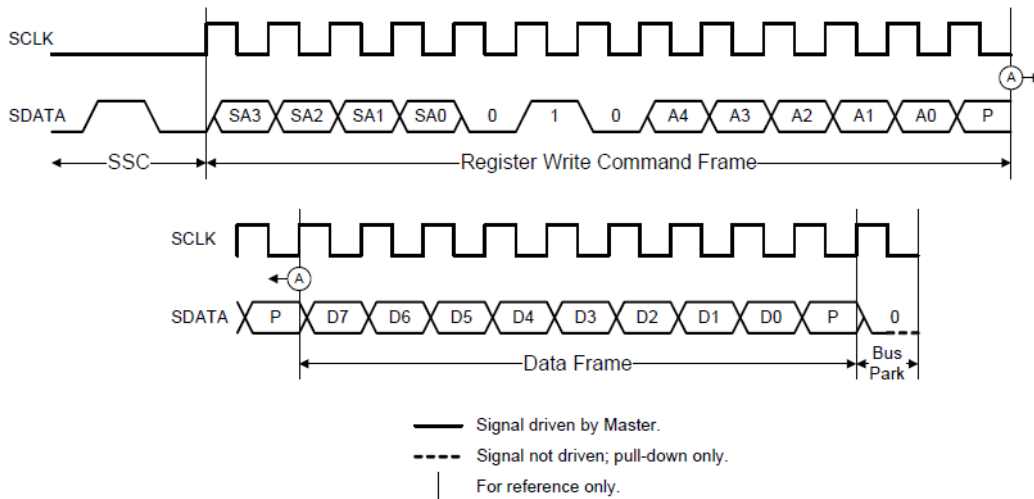 SCLK
A
SDATA SA3 SA2 SA1 SA0 0 1 0 A4 A3 A2 A1 A0 P
SSC Register Write Command Frame
SCLK
A
SDATA P D7 D6 D5 D4 D3 D2 D1 D0 P 0
Data Frame Bus
Park
Signal driven by Master.
Signal not driven; pull-down only.
For reference only.